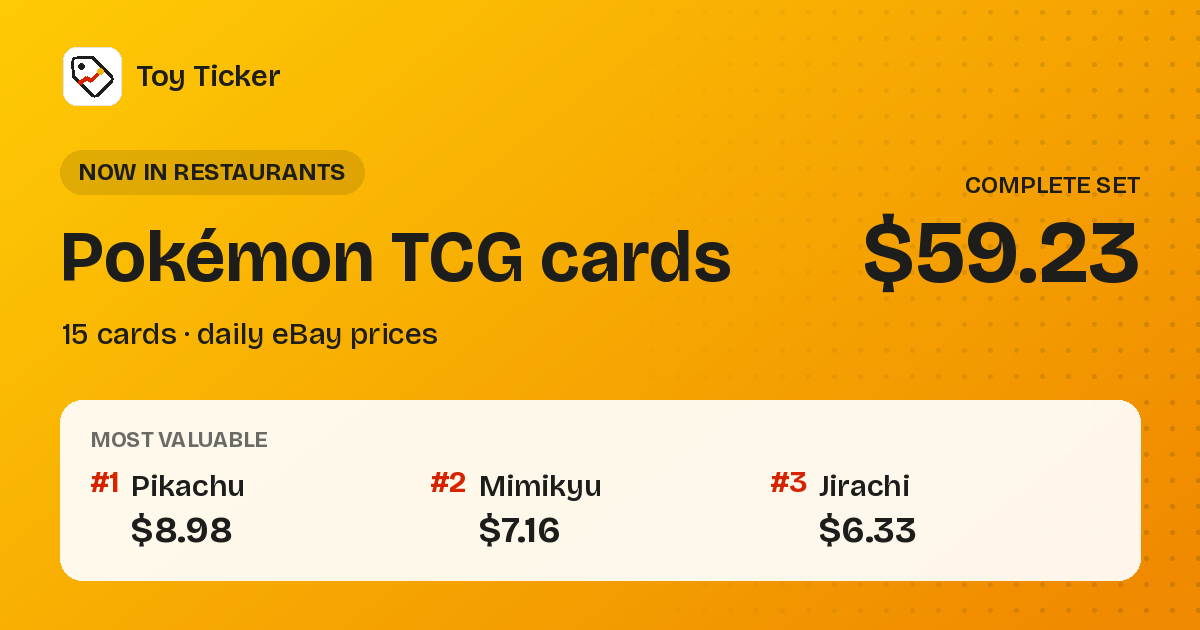 Toy Ticker
NOW IN RESTAURANTS
Pokémon TCG cards
15 cards · daily eBay prices
COMPLETE SET
$59.23
MOST VALUABLE
#1 Pikachu
$8.98
#2 Mimikyu
$7.16
#3 Jirachi
$6.33